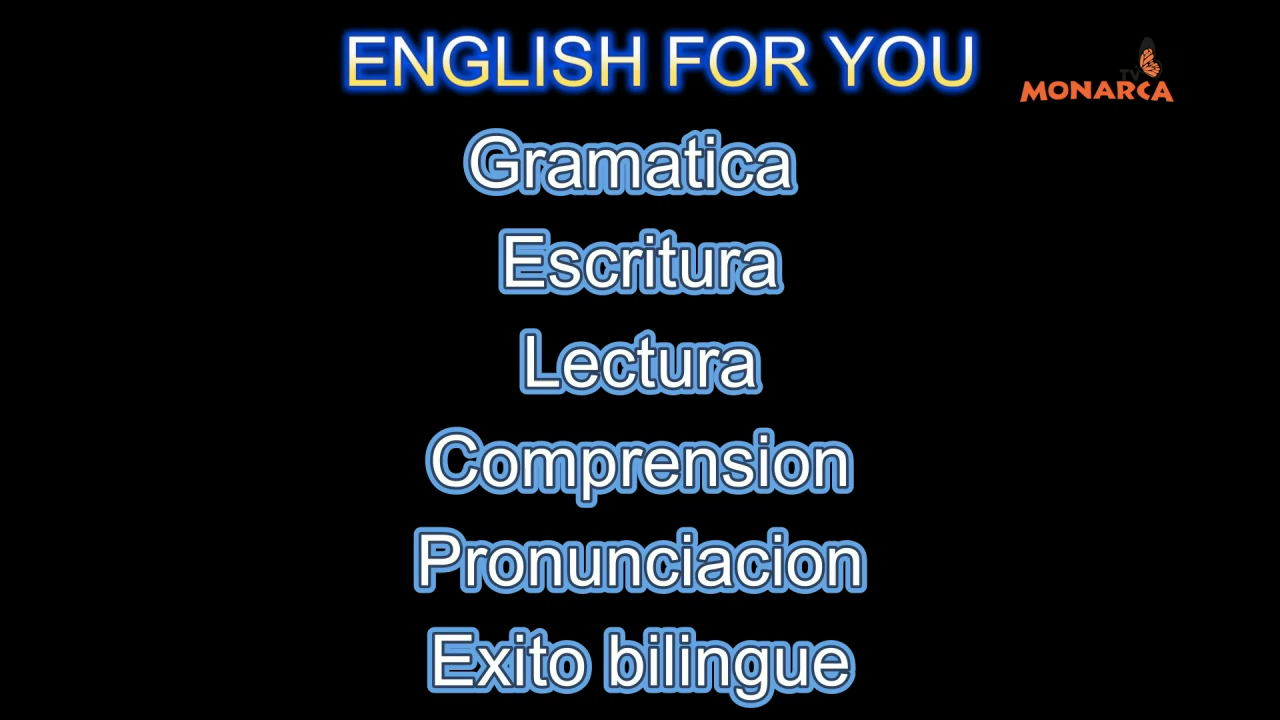 ENGLISH FOR YOU
TV
MONARCA
Gramatica
Escritura
Lectura
Comprension
Pronunciacion
Exito bilingue